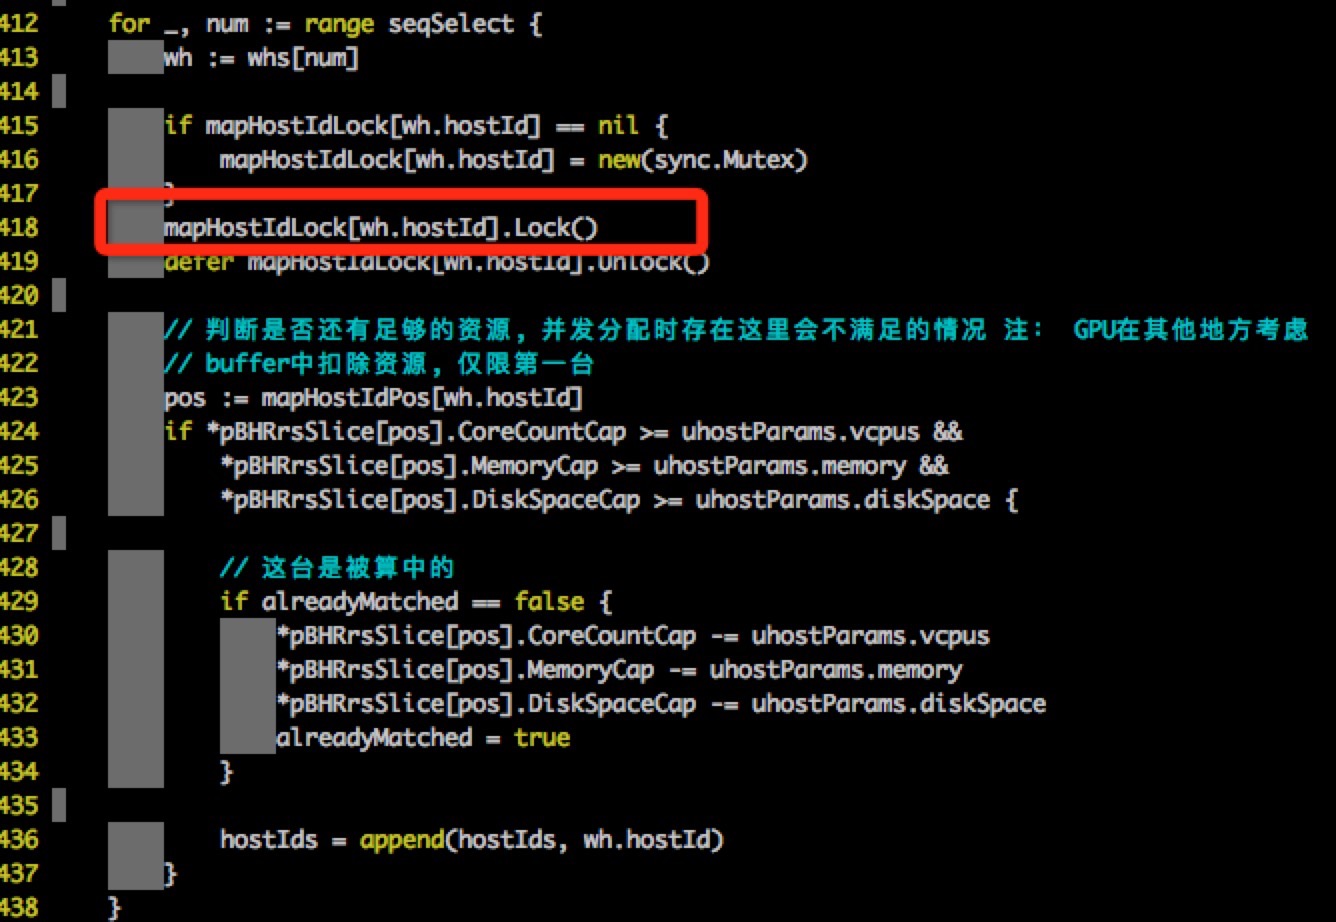 412 for _, num := range seqSelect {
413 wh := whs[num]
414
415 if mapHostIdLock[wh.hostId] == nil {
416 mapHostIdLock[wh.hostId] = new(sync.Mutex)
417 }
418 mapHostIdLock[wh.hostId].Lock()
419 defer mapHostIdLock[wh.hostId].Unlock()
420
421 // 判断是否还有足够的资源，并发分配时存在这里会不满足的情况 注： GPU在其他地方考虑
422 // buffer中扣除资源，仅限第一台
423 pos := mapHostIdPos[wh.hostId]
424 if *pBHRrsSlice[pos].CoreCountCap >= uhostParams.vcpus &&
425 *pBHRrsSlice[pos].MemoryCap >= uhostParams.memory &&
426 *pBHRrsSlice[pos].DiskSpaceCap >= uhostParams.diskSpace {
427
428 // 这台是被算中的
429 if alreadyMatched == false {
430 *pBHRrsSlice[pos].CoreCountCap -= uhostParams.vcpus
431 *pBHRrsSlice[pos].MemoryCap -= uhostParams.memory
432 *pBHRrsSlice[pos].DiskSpaceCap -= uhostParams.diskSpace
433 alreadyMatched = true
434 }
435
436 hostIds = append(hostIds, wh.hostId)
437 }
438 }